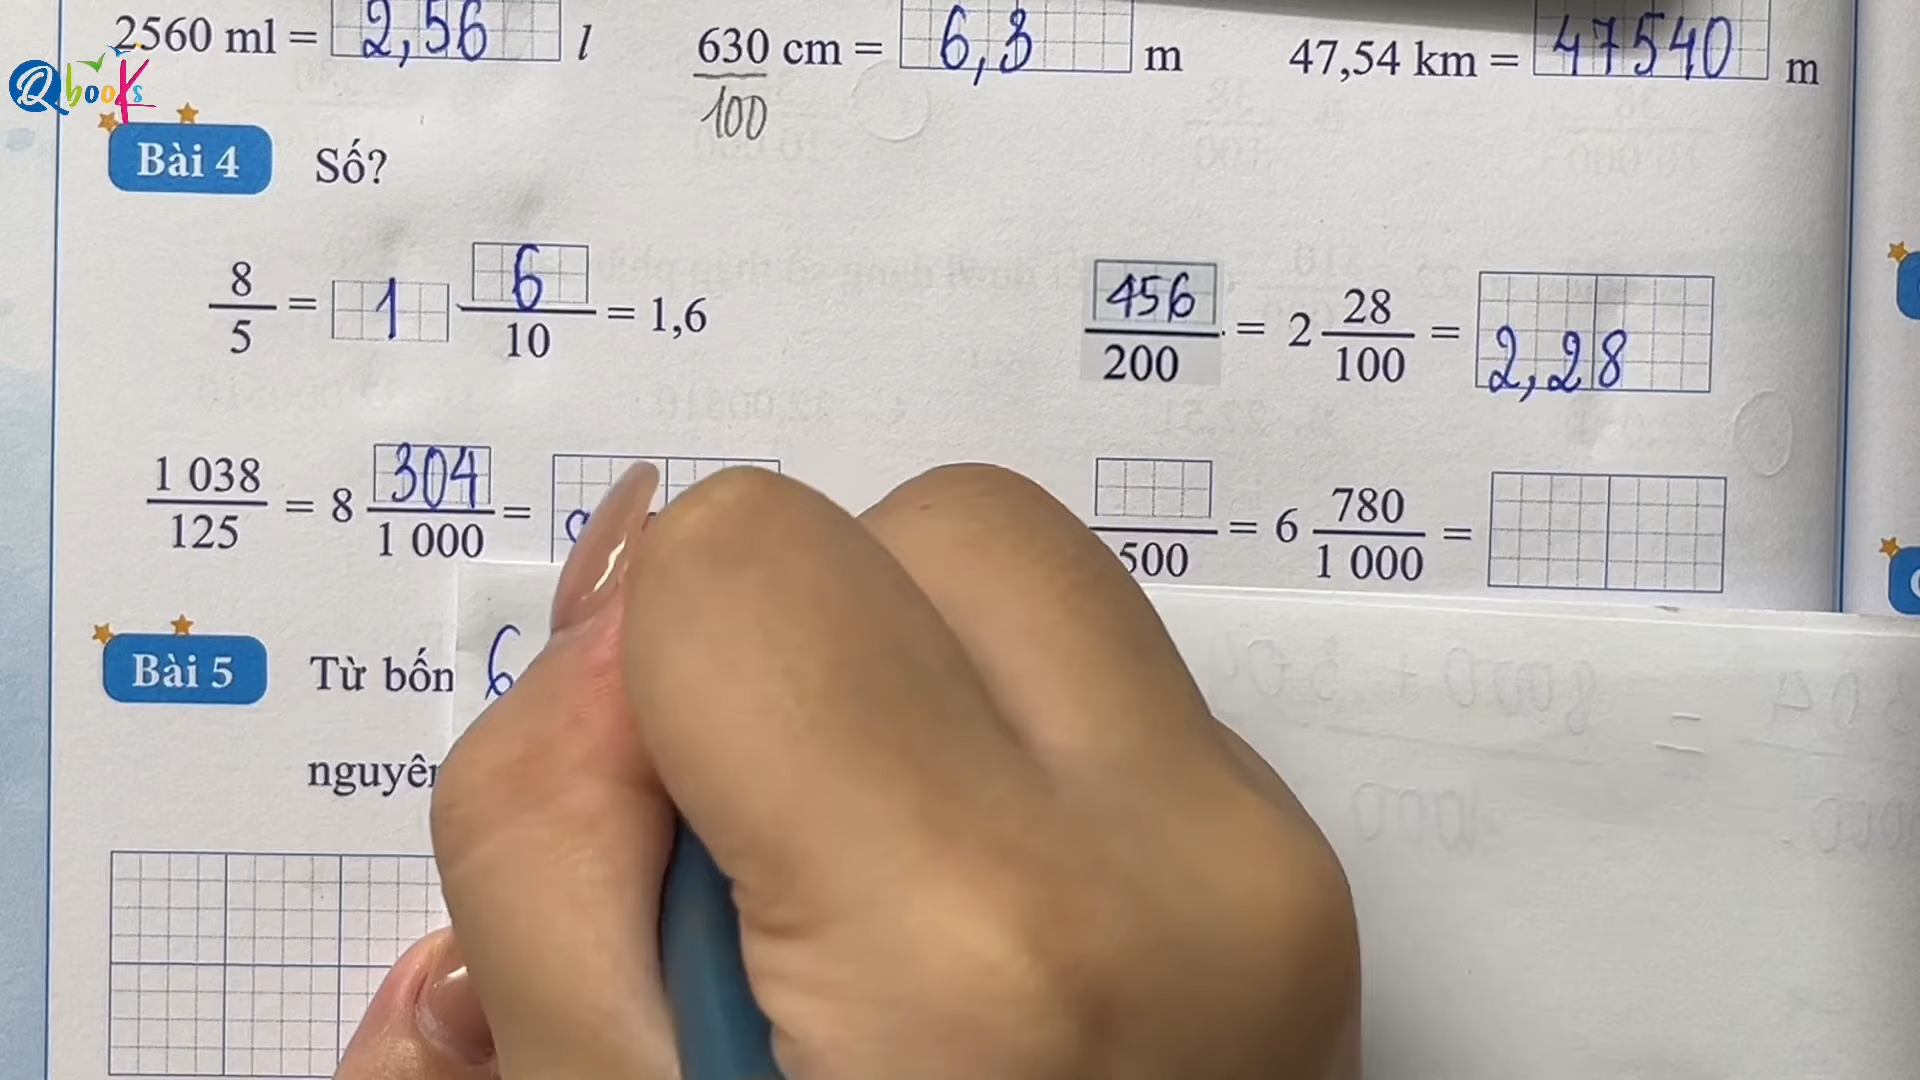 2560 ml = 2,56 l 630 cm = 6,3 m 47,54 km = 47540 m
100
Qbooks
Bài 4 Số?
8/5 = 1 6/10 = 1,6 456/200 = 2 28/100 = 2,28
1 038/125 = 8 304/1 000 = /500 = 6 780/1 000 =
Bài 5 Từ bốn 6